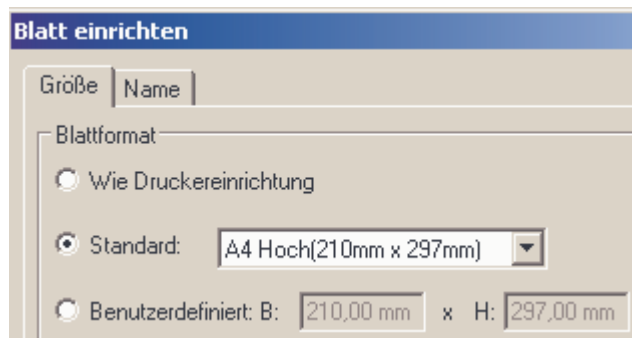 Blatt einrichten
Größe Name
Blattformat
Wie Druckereinrichtung
Standard: A4 Hoch(210mm x 297mm)
Benutzerdefiniert: B: 210,00 mm x H: 297,00 mm